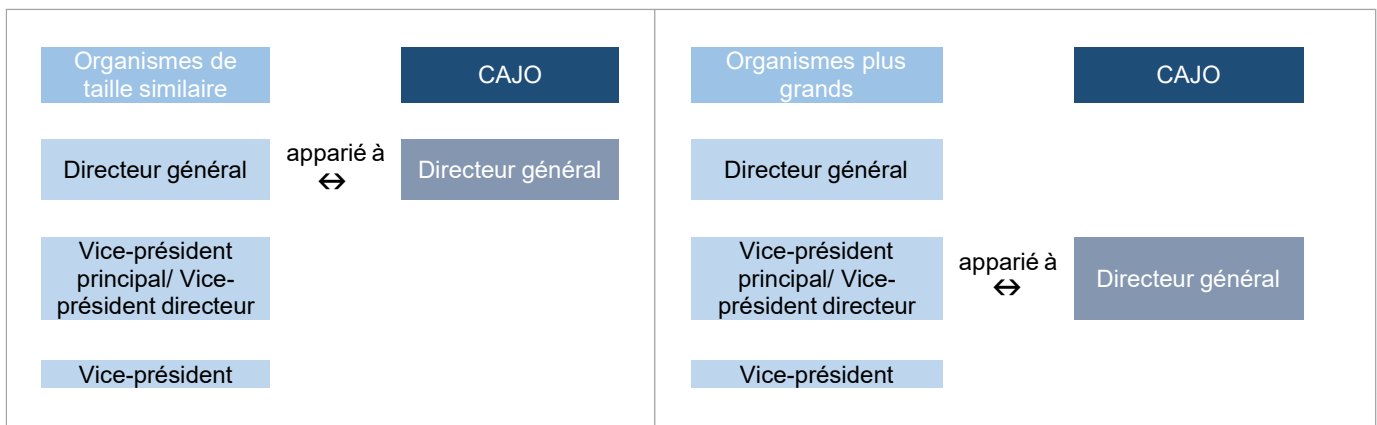 Organismes de
taille similaire
CAJO
Directeur général
apparié à
↔
Directeur général
Vice-président
principal/ Vice-
président directeur
Vice-président
Organismes plus
grands
CAJO
Directeur général
Vice-président
principal/ Vice-
président directeur
apparié à
↔
Directeur général
Vice-président